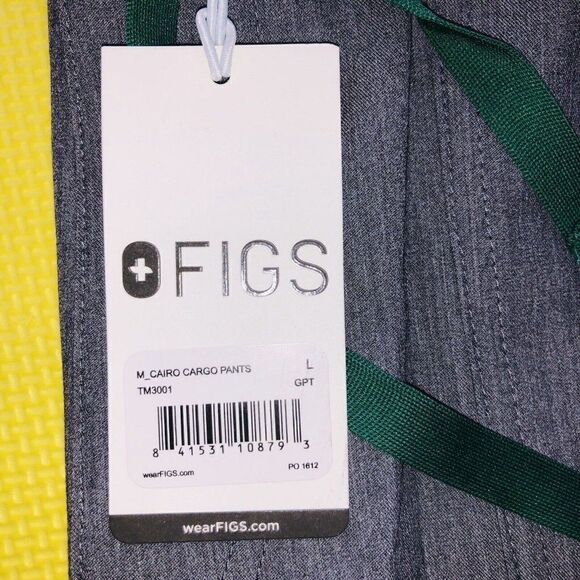 FIGS
M_CAIRO CARGO PANTS L
TM3001 GPT
8 41531 10879 3
wearFIGS.com PO 1612
wearFIGS.com